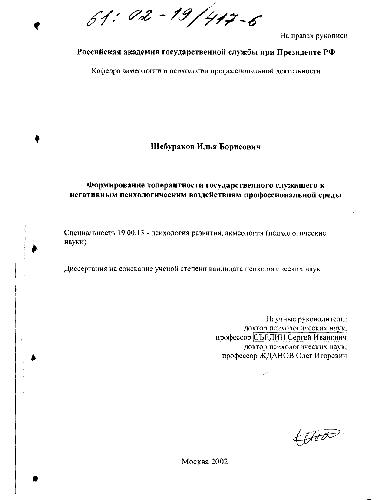 61:02-19/417-6
На правах рукописи
Российская академия государственной службы при Президенте РФ
Кафедра акмеологии и психологии профессиональной деятельности
Шебураков Илья Борисович
Формирование толерантности государственного служащего к
негативным психологическим воздействиям профессиональной среды
Специальность 19.00.13 - психология развития, акмеология (психологические
науки)
Диссертация на соискание ученой степени кандидата психологических наук
Научные руководители:
доктор психологических наук,
профессор Сергей Иванович
доктор психологических наук,
профессор ЖДАНОВ Олег Игоревич
Москва 2002